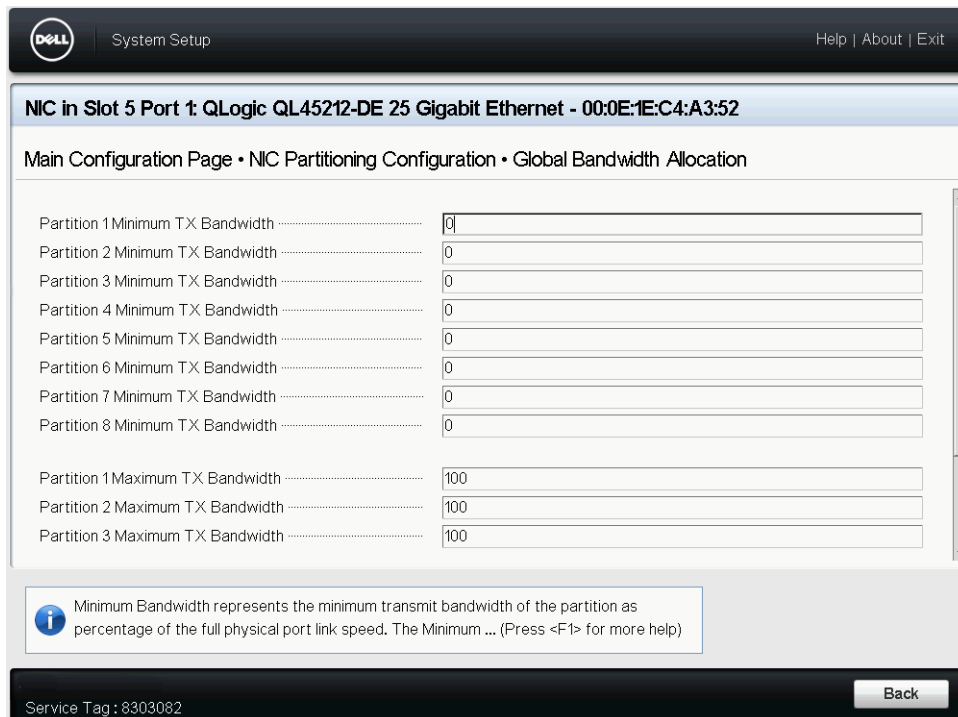 DELL
System Setup
Help | About | Exit
NIC in Slot 5 Port 1: QLogic QL45212-DE 25 Gigabit Ethernet - 00:0E:1E:C4:A3:52
Main Configuration Page • NIC Partitioning Configuration • Global Bandwidth Allocation
Partition 1 Minimum TX Bandwidth 0
Partition 2 Minimum TX Bandwidth 0
Partition 3 Minimum TX Bandwidth 0
Partition 4 Minimum TX Bandwidth 0
Partition 5 Minimum TX Bandwidth 0
Partition 6 Minimum TX Bandwidth 0
Partition 7 Minimum TX Bandwidth 0
Partition 8 Minimum TX Bandwidth 0
Partition 1 Maximum TX Bandwidth 100
Partition 2 Maximum TX Bandwidth 100
Partition 3 Maximum TX Bandwidth 100
Minimum Bandwidth represents the minimum transmit bandwidth of the partition as
percentage of the full physical port link speed. The Minimum ... (Press <F1> for more help)
Back
Service Tag : 8303082